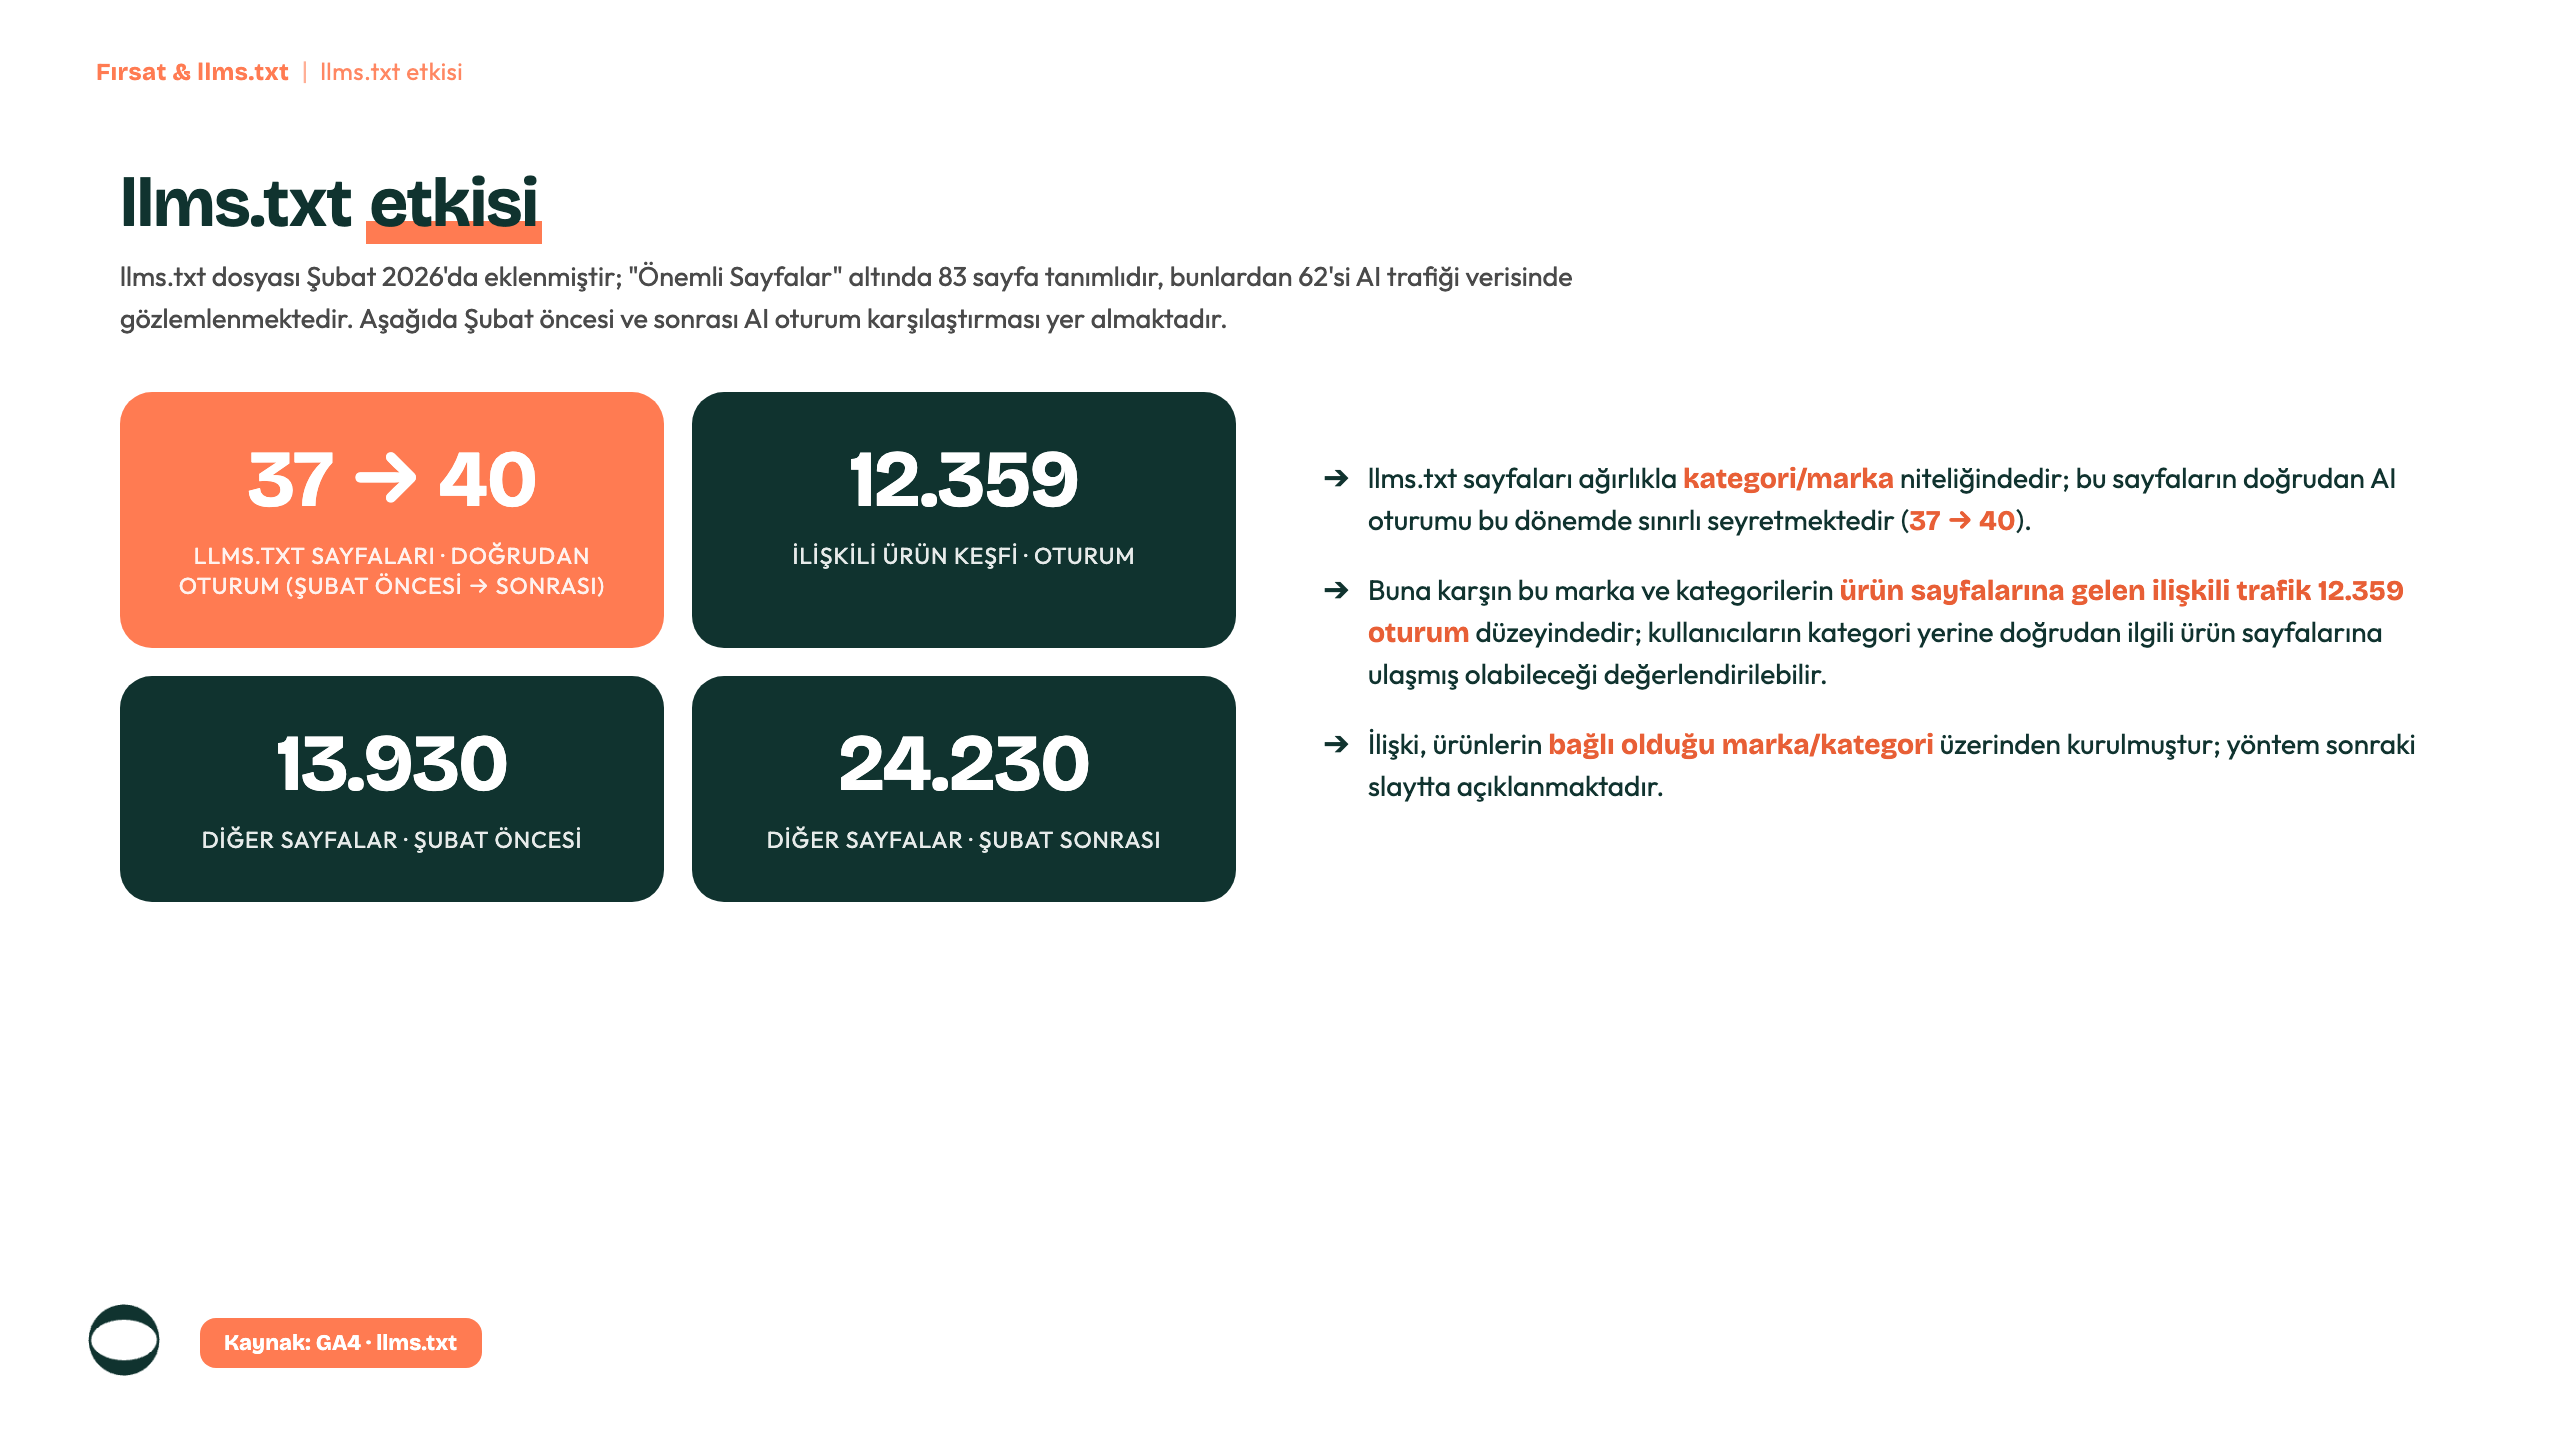 Fırsat & llms.txt | llms.txt etkisi
llms.txt etkisi
llms.txt dosyası Şubat 2026'da eklenmiştir; "Önemli Sayfalar" altında 83 sayfa tanımlıdır, bunlardan 62'si AI trafiği verisinde
gözlemlenmektedir. Aşağıda Şubat öncesi ve sonrası AI oturum karşılaştırması yer almaktadır.
37 → 40
LLMS.TXT SAYFALARI · DOĞRUDAN
OTURUM (ŞUBAT ÖNCESİ → SONRASI)
12.359
İLİŞKİLİ ÜRÜN KEŞFİ · OTURUM
13.930
DİĞER SAYFALAR · ŞUBAT ÖNCESİ
24.230
DİĞER SAYFALAR · ŞUBAT SONRASI
→ llms.txt sayfaları ağırlıkla kategori/marka niteliğindedir; bu sayfaların doğrudan AI
oturumu bu dönemde sınırlı seyretmektedir (37 → 40).
→ Buna karşın bu marka ve kategorilerin ürün sayfalarına gelen ilişkili trafik 12.359
oturum düzeyindedir; kullanıcıların kategori yerine doğrudan ilgili ürün sayfalarına
ulaşmış olabileceği değerlendirilebilir.
→ İlişki, ürünlerin bağlı olduğu marka/kategori üzerinden kurulmuştur; yöntem sonraki
slaytta açıklanmaktadır.
Kaynak: GA4 · llms.txt